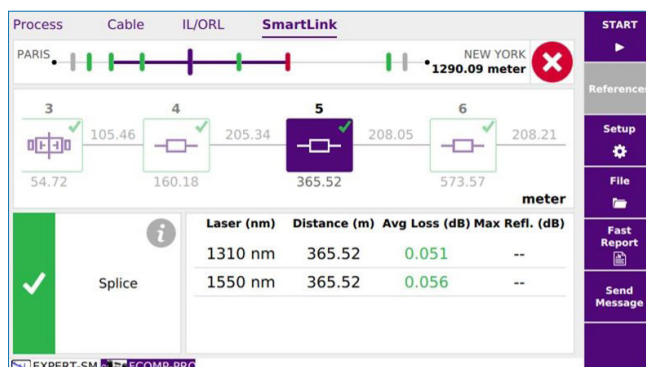 Process Cable IL/ORL SmartLink
START
PARIS
NEW YORK
1290.09 meter
References
3 4 5 6
105.46 205.34 208.05 208.21
54.72 160.18 365.52 573.57
meter
Setup
File
Fast
Report
Send
Message
Splice
Laser (nm) Distance (m) Avg Loss (dB) Max Refl. (dB)
1310 nm 365.52 0.051 --
1550 nm 365.52 0.056 --
EXPERT-SM FCOMP-PRO